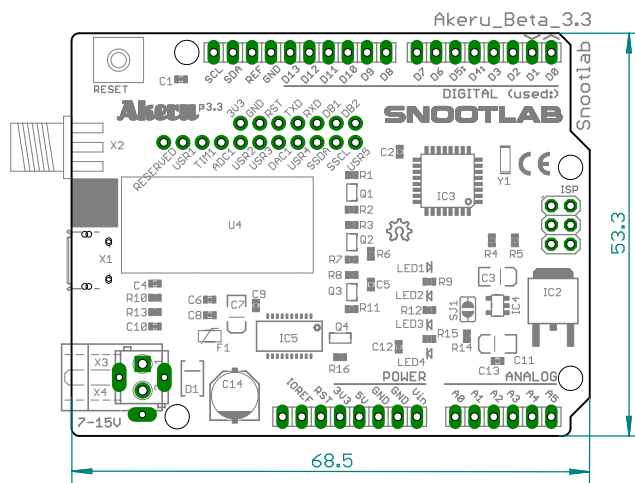 Akeru_Beta_3.3
SCL SDA REF GND D13 D12 D11 D10 D9 D8 D7 D6 D5: D4: D3 D2 D1 D0
RESET
C1
DIGITAL (used:)
Snootlab
Akeru P3.3
SNOOTLAB
3V3 GND RST TXD RXD DB1 DB2
X2
RESERVED USR1 TIM1 ADC1 USR2 USR3 DAC1 USR4 SSDA SSCL USR5
C2
IC3
Y1
CE
ISP
R1
Q1
R2
R3
U4
Q2
R6
R4 R5
53.3
X1
R7
LED1
R8
C4
R9
C3
C5
R10
C6
C7
C9
Q3
LED2
SJ1
IC4
IC2
R13
C8
R11
R12
C10
LED3
F1
IC5
Q4
R15
R14
C12
X3
LED4
C11
R16
C13
X4
D1
C14
POWER
ANALOG
7-15V
IOREF RST 3V3 5V GND GND Vin
A0 A1 A2 A3 A4 A5
68.5